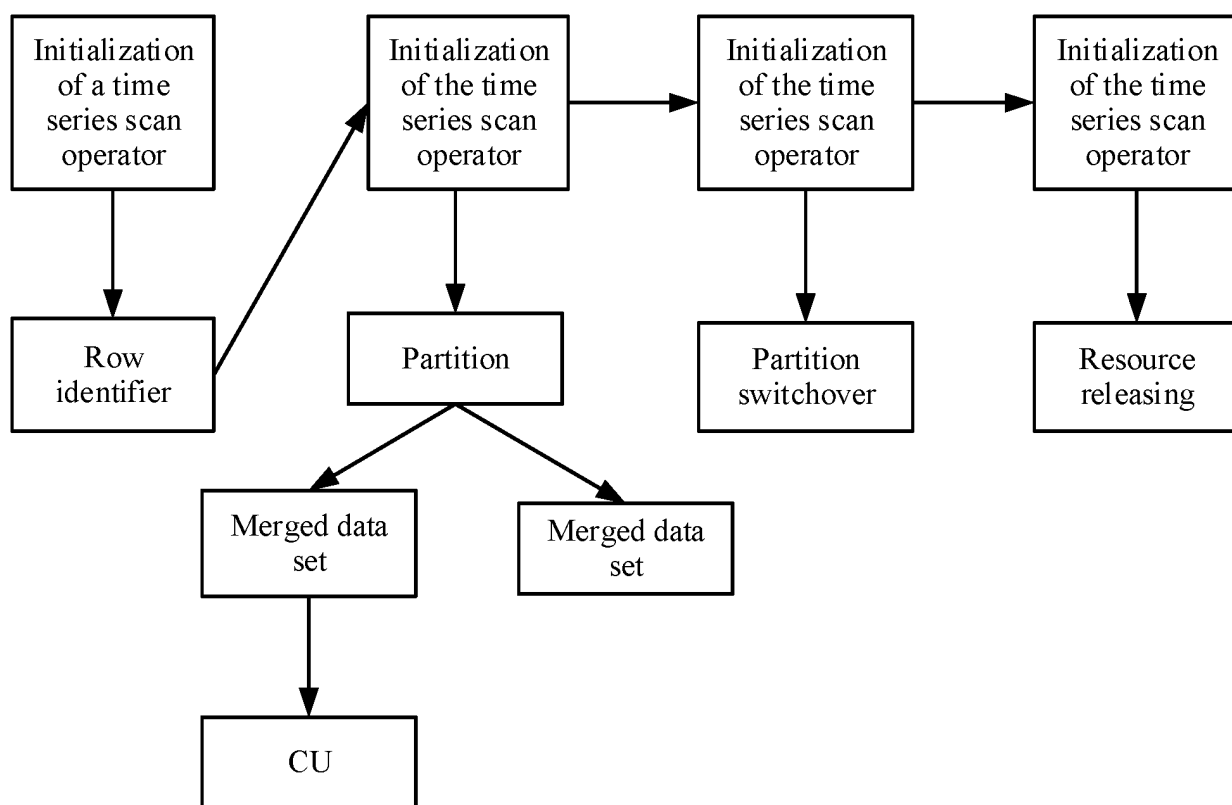 Initialization
of a time
series scan
operator
Initialization
of the time
series scan
operator
Initialization
of the time
series scan
operator
Initialization
of the time
series scan
operator
Row
identifier
Partition
Partition
switchover
Resource
releasing
Merged data
set
Merged data
set
CU